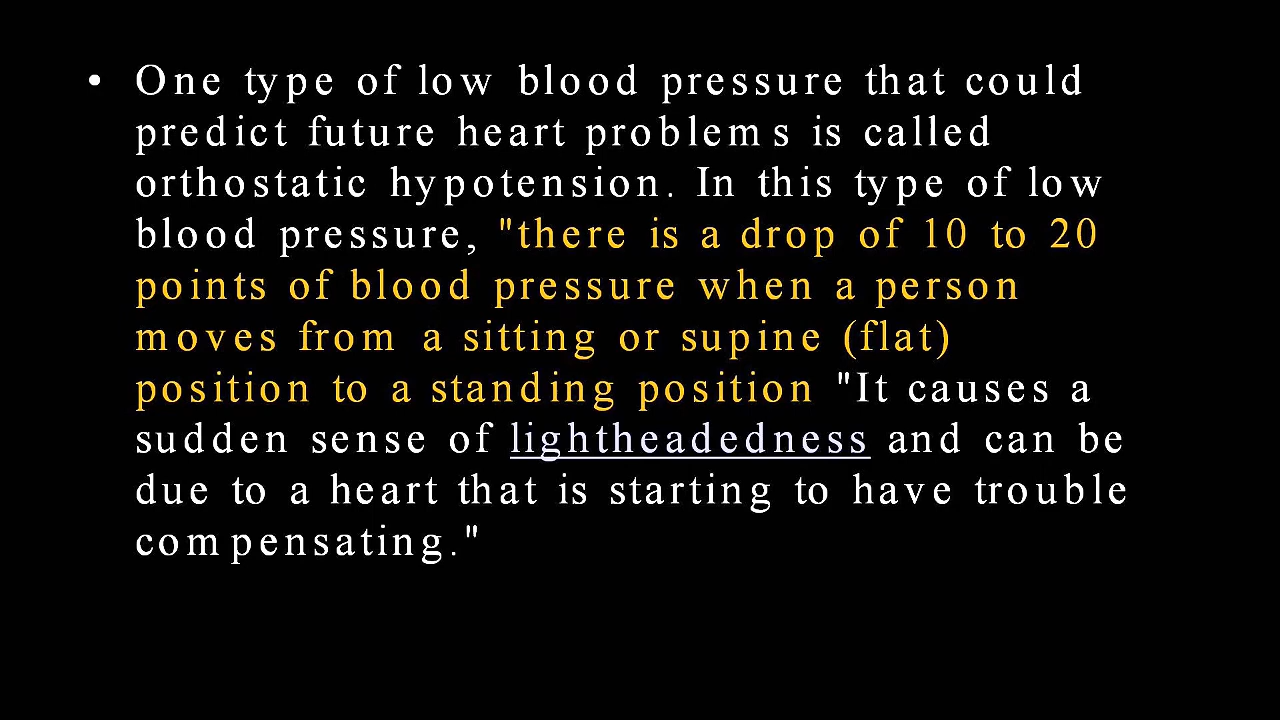 • One type of low blood pressure that could
predict future heart problems is called
orthostatic hypotension. In this type of low
blood pressure, "there is a drop of 10 to 20
points of blood pressure when a person
moves from a sitting or supine (flat)
position to a standing position "It causes a
sudden sense of lightheadedness and can be
due to a heart that is starting to have trouble
compensating."